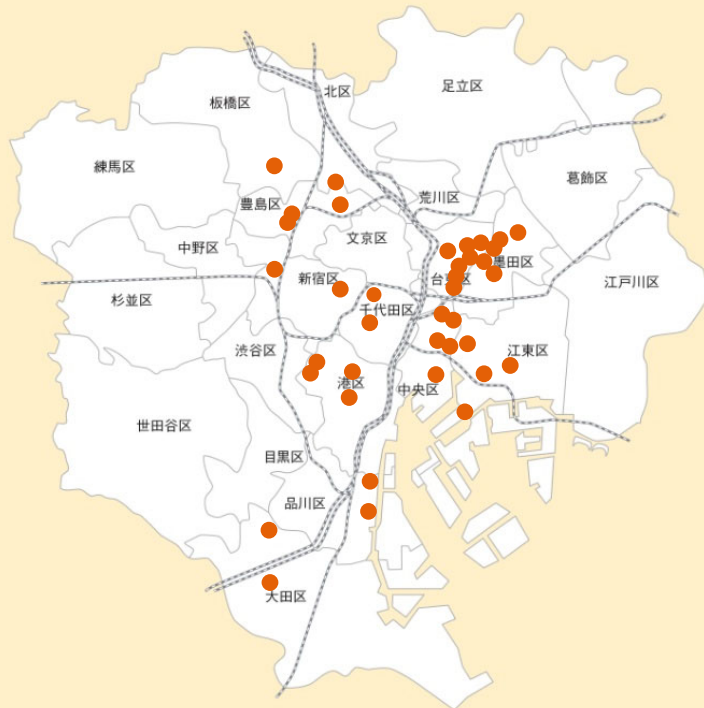 足立区
北区
板橋区
練馬区
葛飾区
荒川区
豊島区
文京区
中野区
墨田区
新宿区
江戸川区
杉並区
千代田区
渋谷区
江東区
港区
中央区
世田谷区
目黒区
品川区
大田区